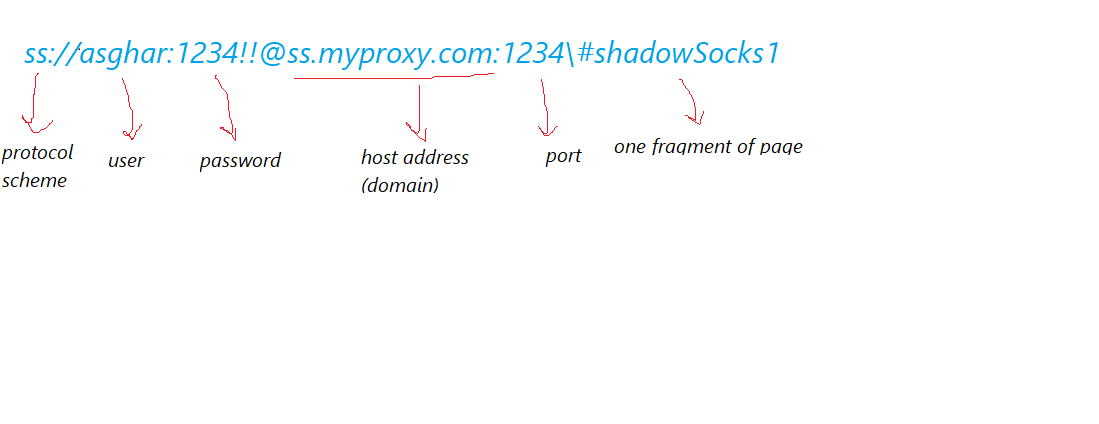 ss://asghar:1234!!@ss.myproxy.com:1234\#shadowSocks1
protocol
scheme
user
password
host address
(domain)
port
one fragment of page